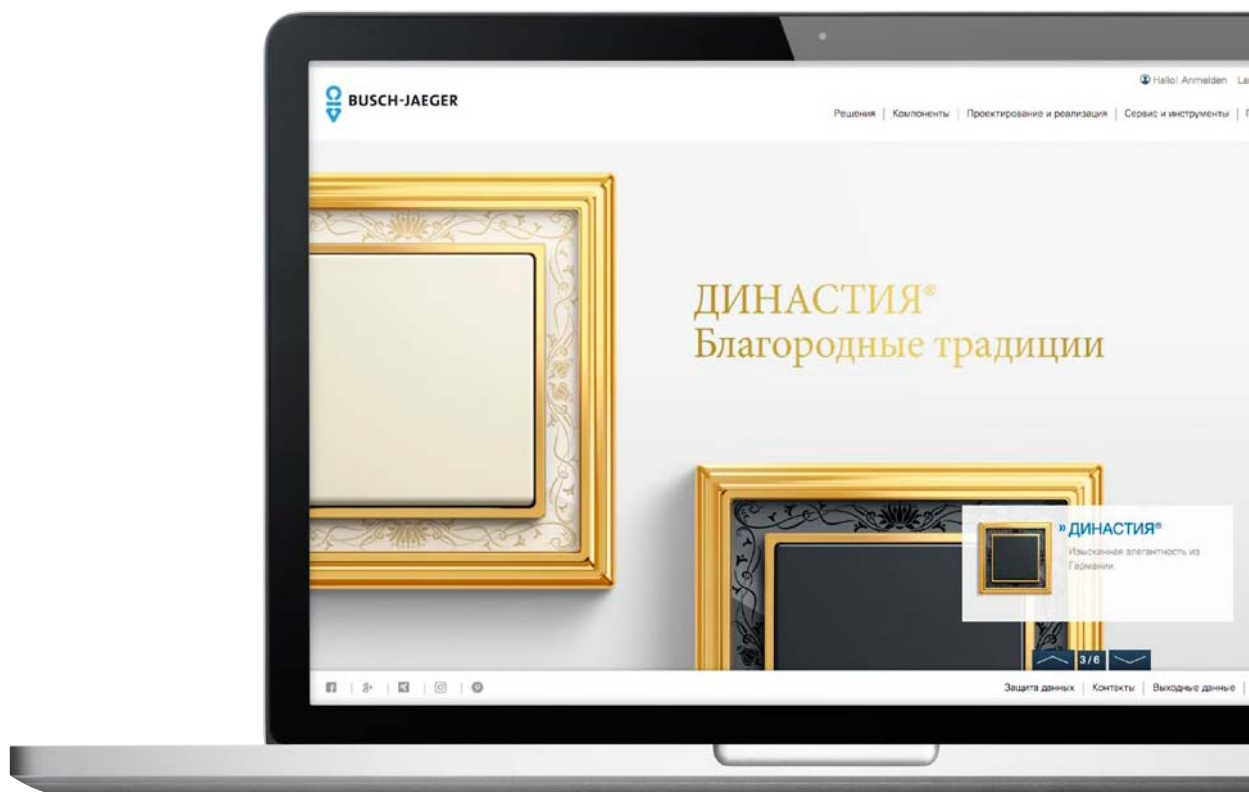 BUSCH-JAEGER
Hallo! Anmelden
Решения | Компоненты | Проектирование и реализация | Сервис и инструменты |
ДИНАСТИЯ®
Благородные традиции
» ДИНАСТИЯ®
Изысканная элегантность из
Германии.
3/6
Защита данных | Контакты | Выходные данные |